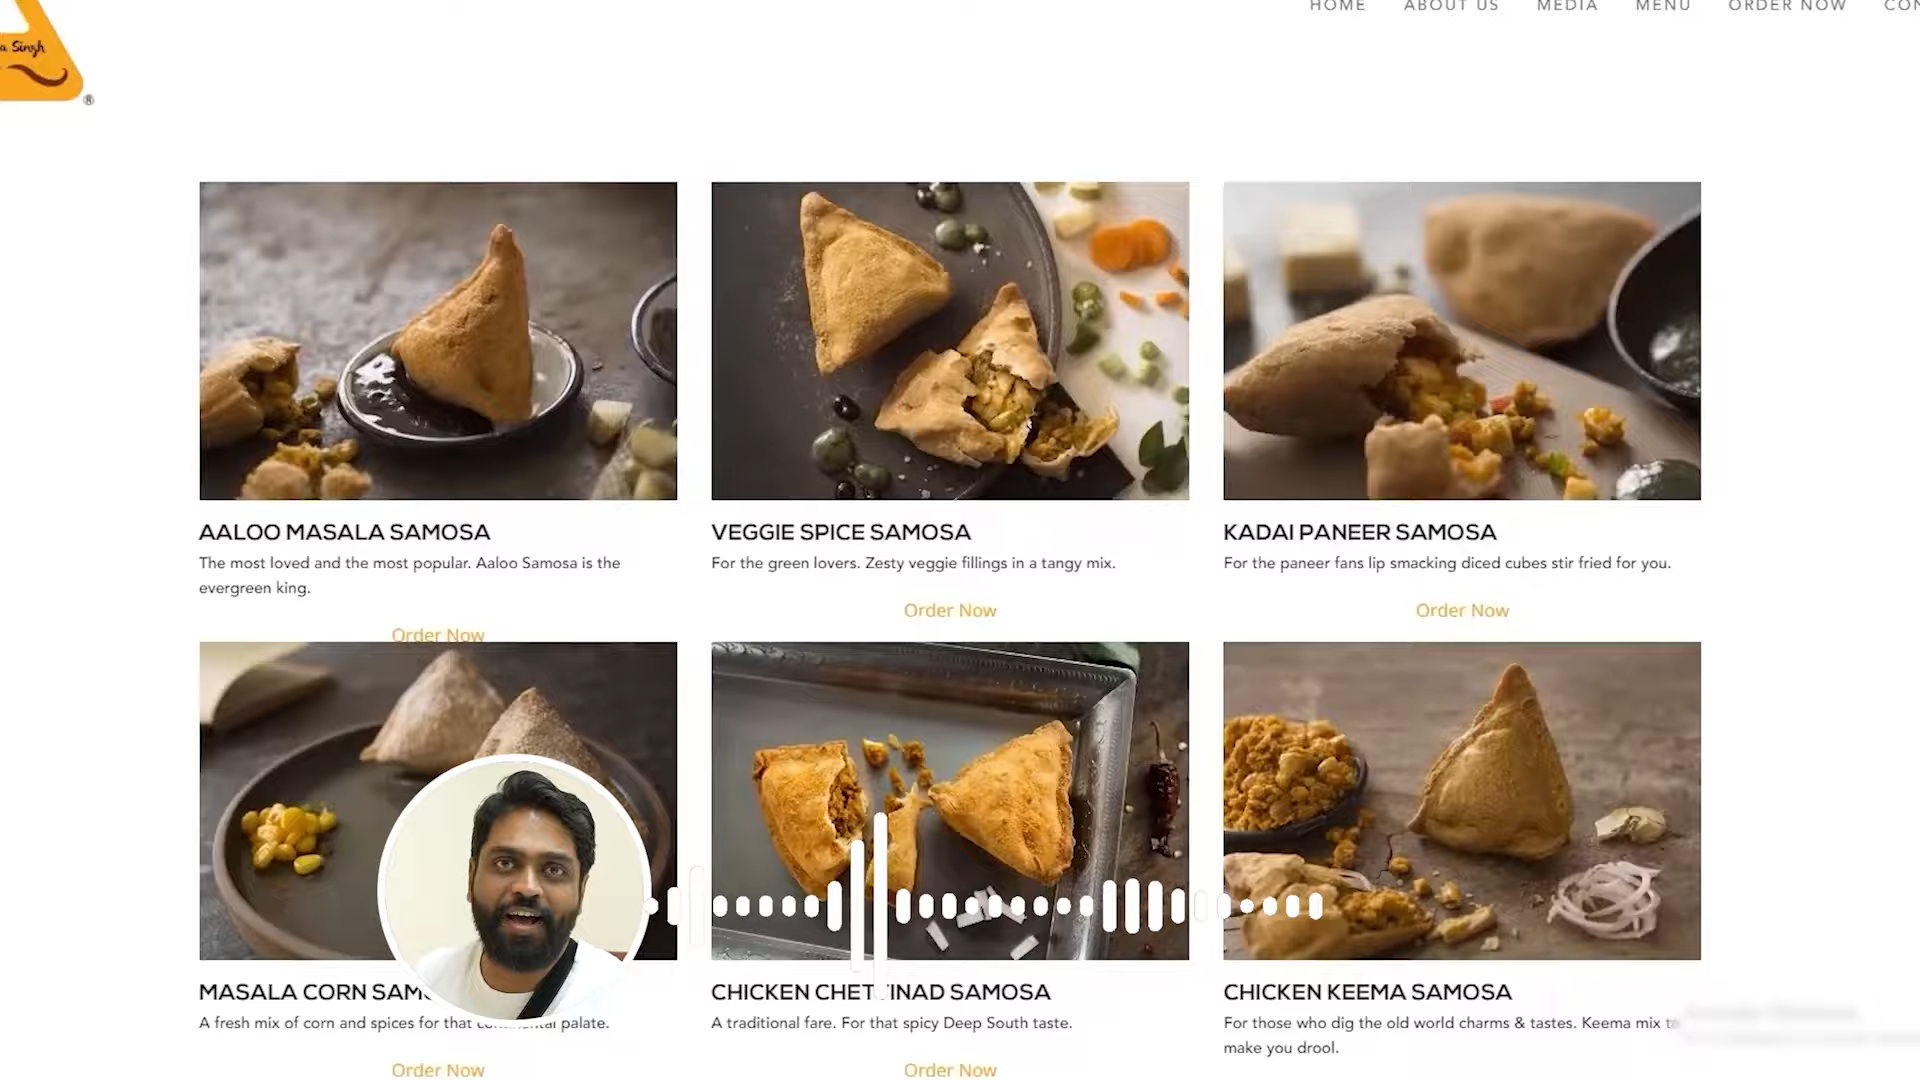 HOME ABOUT US MEDIA MENU ORDER NOW
a Singh
®
AALOO MASALA SAMOSA
The most loved and the most popular. Aaloo Samosa is the
evergreen king.
Order Now
VEGGIE SPICE SAMOSA
For the green lovers. Zesty veggie fillings in a tangy mix.
Order Now
KADAI PANEER SAMOSA
For the paneer fans lip smacking diced cubes stir fried for you.
Order Now
MASALA CORN
A fresh mix of corn and spices for that palate.
Order Now
CHICKEN CHETTINAD SAMOSA
A traditional fare. For that spicy Deep South taste.
Order Now
CHICKEN KEEMA SAMOSA
For those who dig the old world charms & tastes. Keema mix to
make you drool.